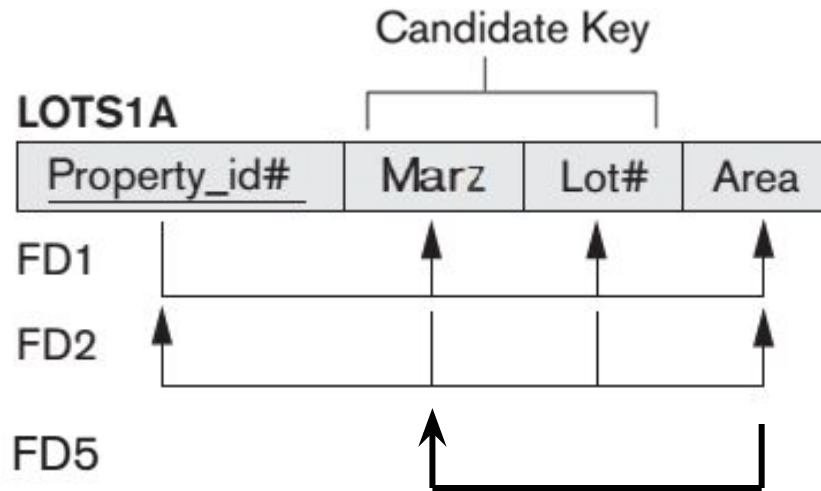 Candidate Key
LOTS1A
Property_id# Marz Lot# Area
FD1
FD2
FD5